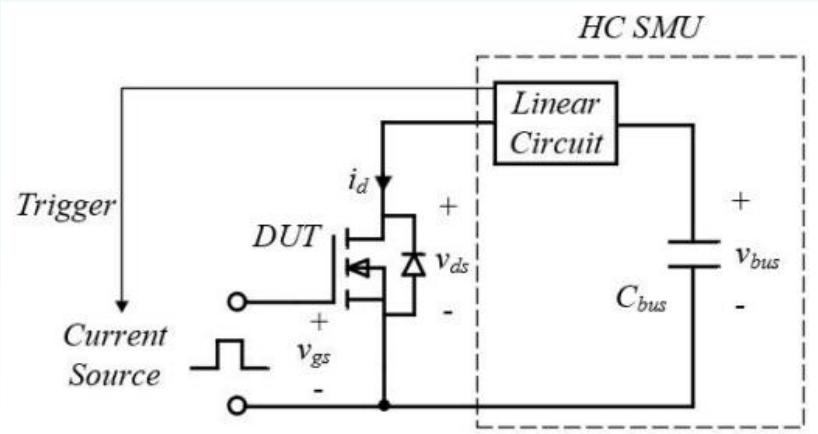 HC SMU
Linear
Circuit
Trigger
i_d
+
DUT
v_ds
-
+
v_bus
-
C_bus
Current
Source
+
v_gs
-